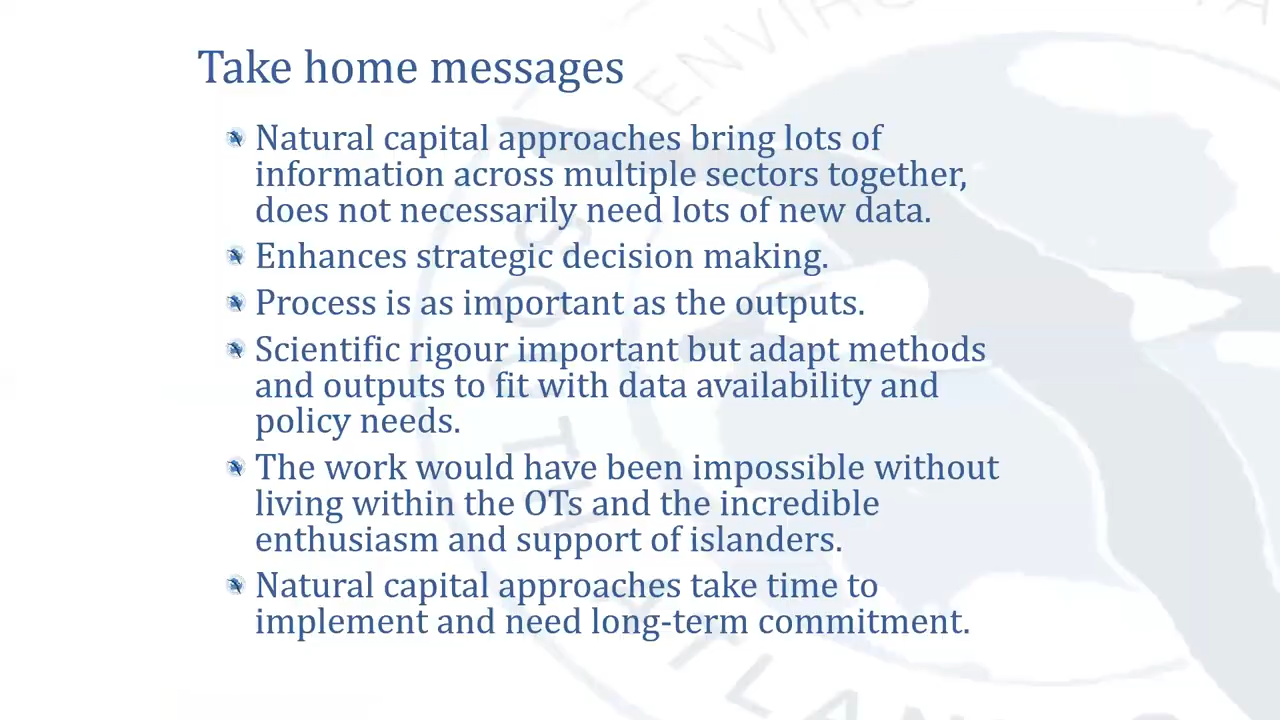 Take home messages
Natural capital approaches bring lots of
information across multiple sectors together,
does not necessarily need lots of new data.
Enhances strategic decision making.
Process is as important as the outputs.
Scientific rigour important but adapt methods
and outputs to fit with data availability and
policy needs.
The work would have been impossible without
living within the OTs and the incredible
enthusiasm and support of islanders.
Natural capital approaches take time to
implement and need long-term commitment.
SOUTH